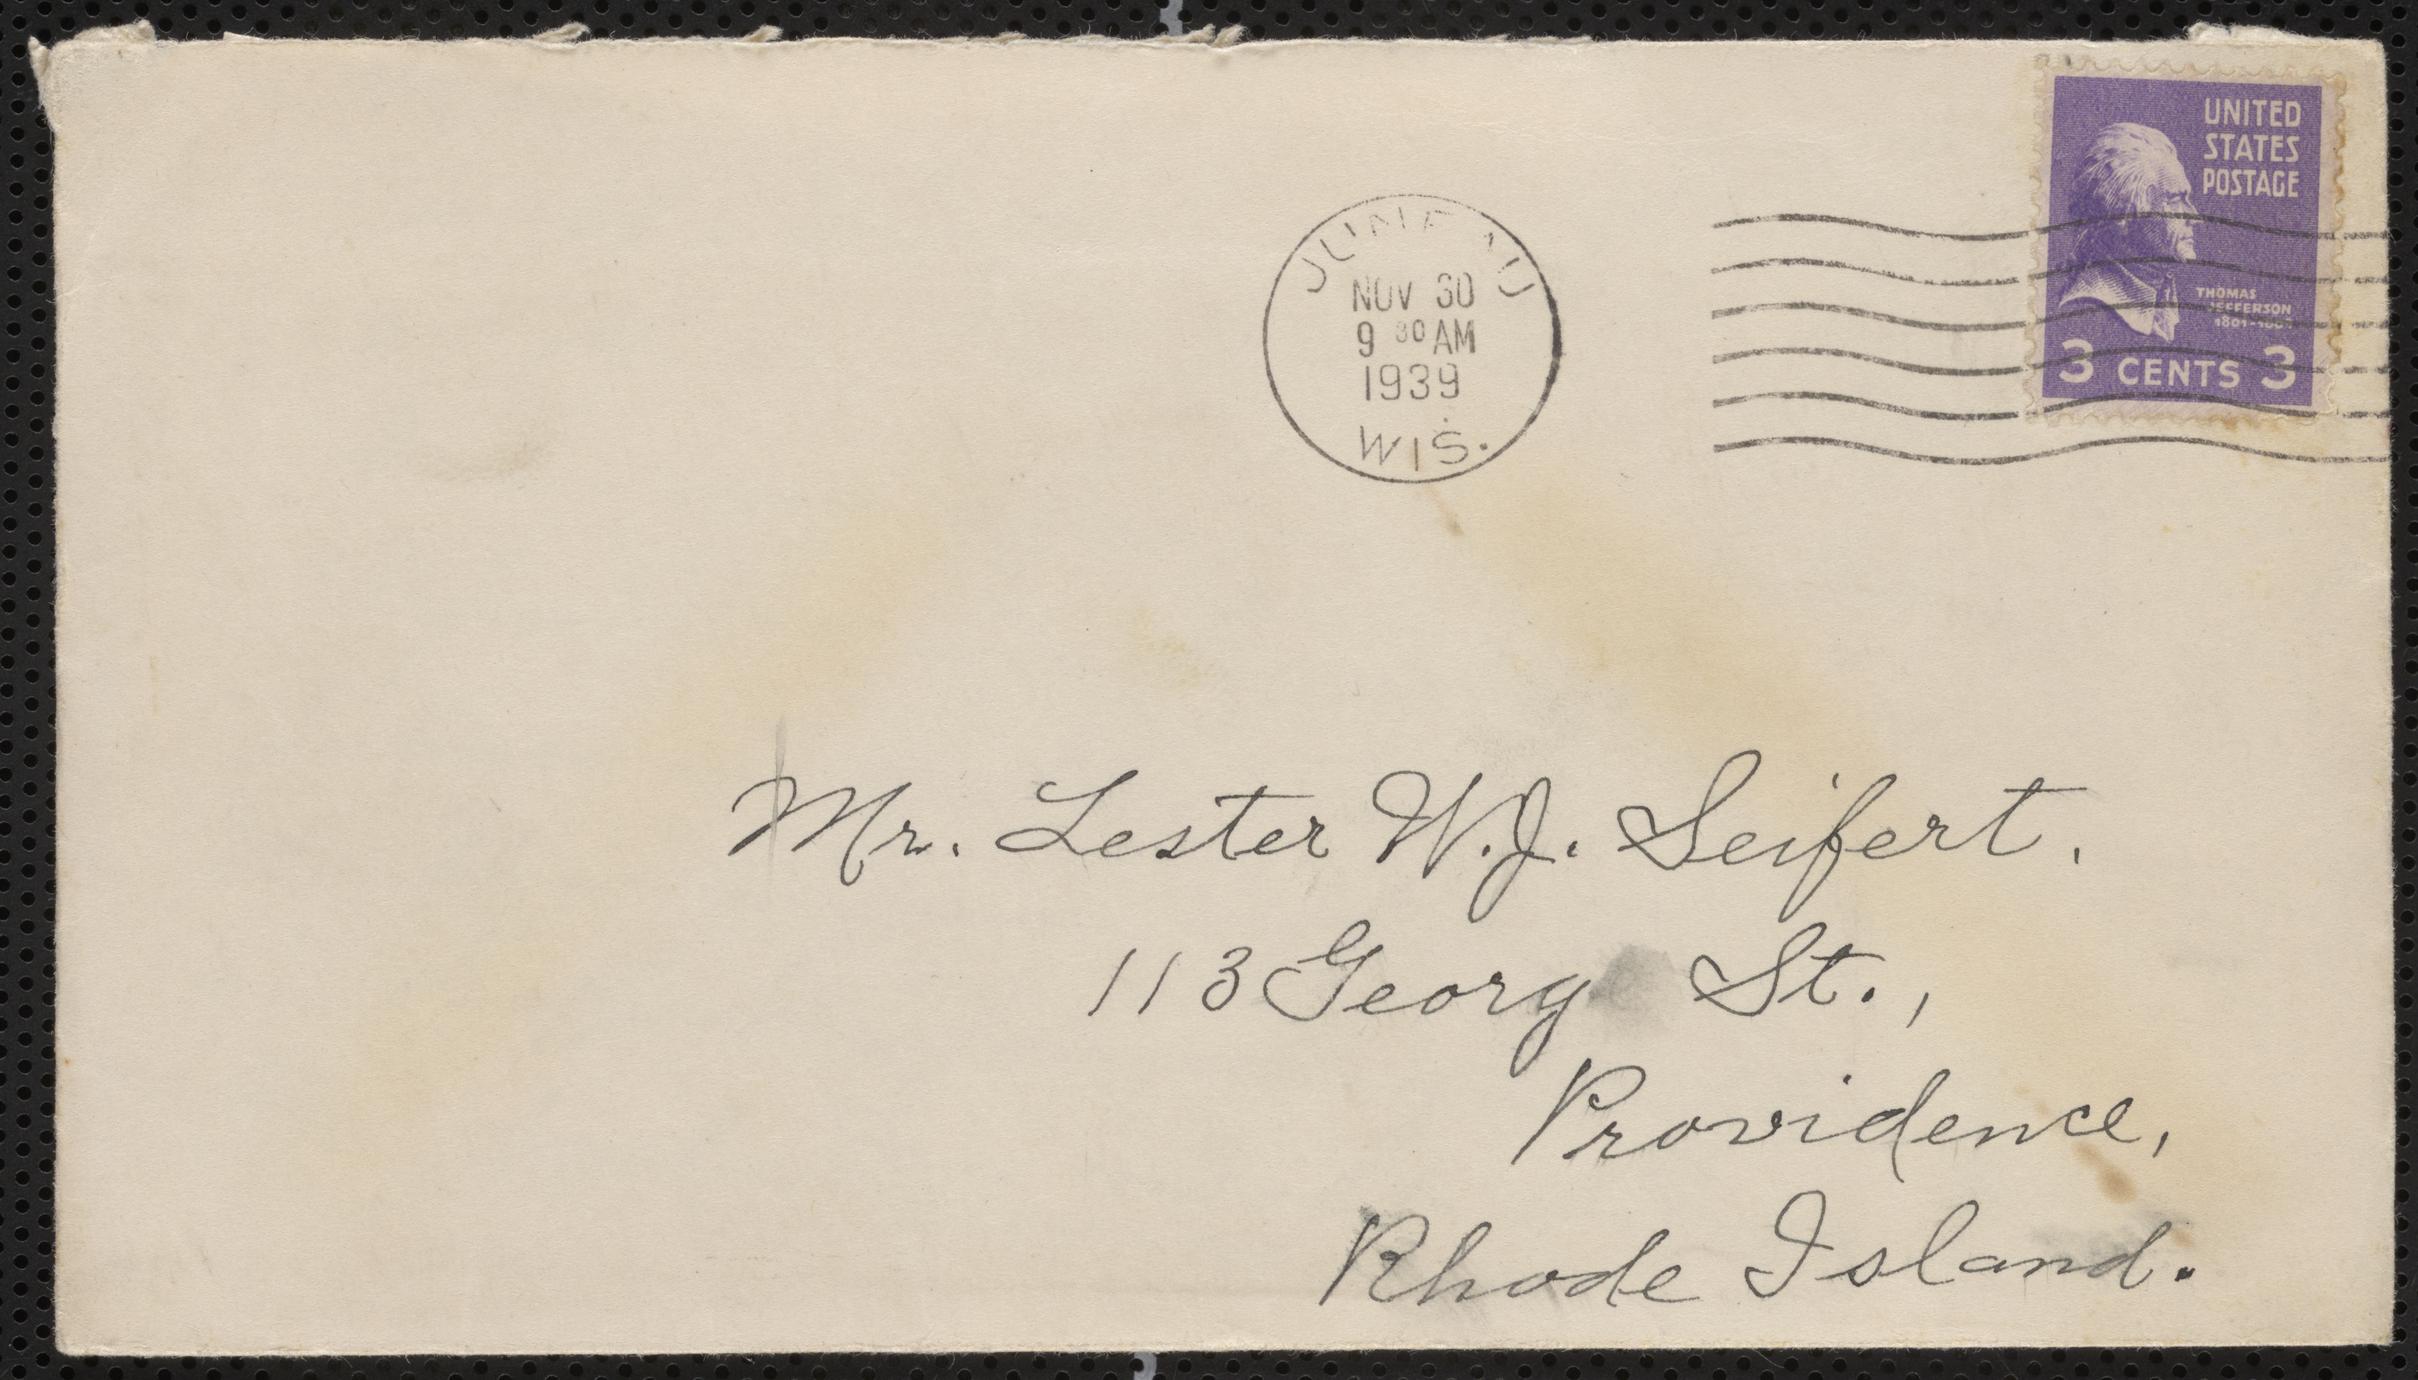 UNITED
STATES
POSTAGE
THOMAS
JEFFERSON
3 CENTS 3
JUNEAU
NOV 30
9 30 AM
1939
WIS.
Mr. Lester W.J. Seifert.
113 Georg St.,
Providence,
Rhode Island.